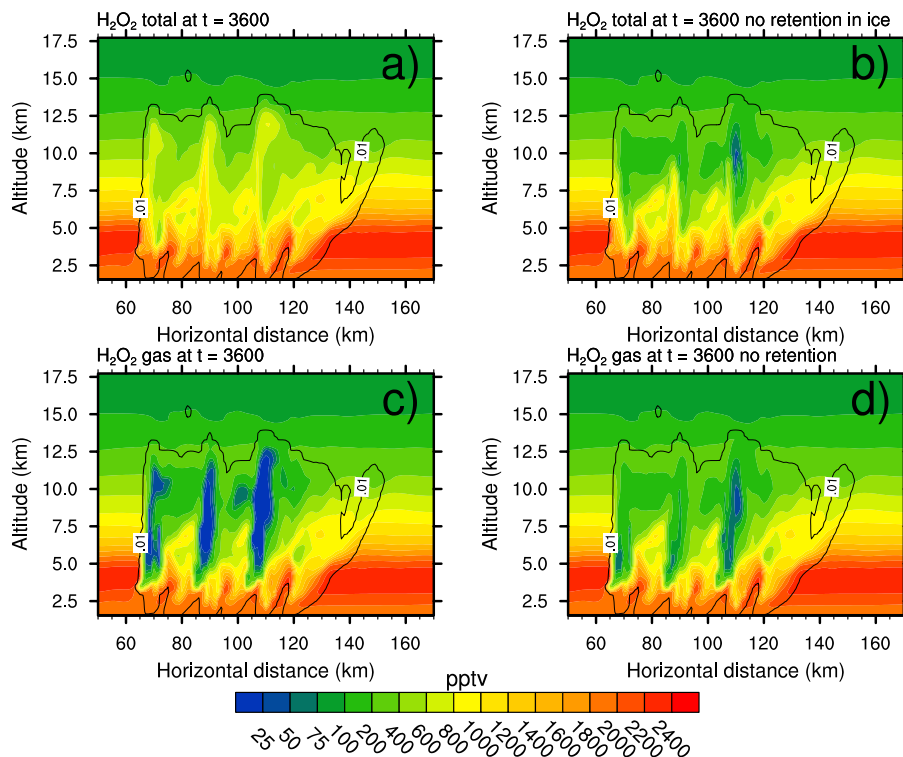 H₂O₂ total at t = 3600
H₂O₂ total at t = 3600 no retention in ice
a)
b)
17.5
15.0
12.5
10.0
7.5
5.0
2.5
Altitude (km)
.01
.01
60 80 100 120 140 160
Horizontal distance (km)
17.5
15.0
12.5
10.0
7.5
5.0
2.5
Altitude (km)
.01
.01
60 80 100 120 140 160
Horizontal distance (km)
H₂O₂ gas at t = 3600
H₂O₂ gas at t = 3600 no retention
c)
d)
17.5
15.0
12.5
10.0
7.5
5.0
2.5
Altitude (km)
.01
.01
60 80 100 120 140 160
Horizontal distance (km)
17.5
15.0
12.5
10.0
7.5
5.0
2.5
Altitude (km)
.01
.01
60 80 100 120 140 160
Horizontal distance (km)
pptv
25 50 75 100 200 400 600 800 1000 1200 1400 1600 1800 2000 2200 2400